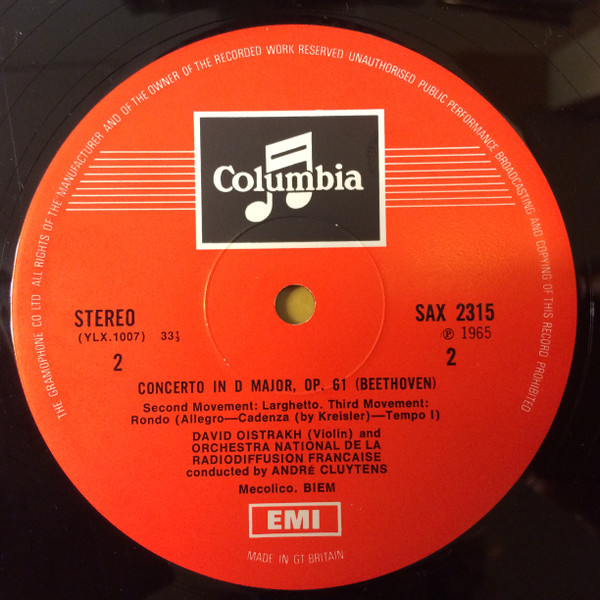 THE GRAMOPHONE CO LTD ALL RIGHTS OF THE MANUFACTURER AND OF THE OWNER OF THE RECORDED WORK RESERVED UNAUTHORISED PUBLIC PERFORMANCE BROADCASTING AND COPYING OF THIS RECORD PROHIBITED
Columbia
STEREO
(YLX.1007) 33⅓
2
SAX 2315
℗ 1965
2
CONCERTO IN D MAJOR, OP. 61 (BEETHOVEN)
Second Movement: Larghetto. Third Movement:
Rondo (Allegro—Cadenza (by Kreisler)—Tempo I)
DAVID OISTRAKH (Violin) and
ORCHESTRA NATIONAL DE LA
RADIODIFFUSION FRANCAISE
conducted by ANDRÉ CLUYTENS
Mecolico. BIEM
EMI
MADE IN GT BRITAIN